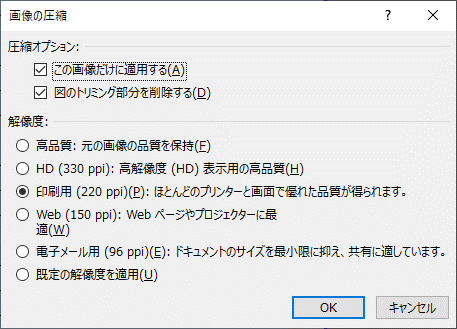 画像の圧縮
圧縮オプション:
この画像だけに適用する(A)
図のトリミング部分を削除する(D)
解像度:
高品質: 元の画像の品質を保持(F)
HD (330 ppi): 高解像度 (HD) 表示用の高品質(H)
印刷用 (220 ppi)(P): ほとんどのプリンターと画面で優れた品質が得られます。
Web (150 ppi): Web ページやプロジェクターに最
適(W)
電子メール用 (96 ppi)(E): ドキュメントのサイズを最小限に抑え、共有に適しています。
既定の解像度を適用(U)
OK キャンセル